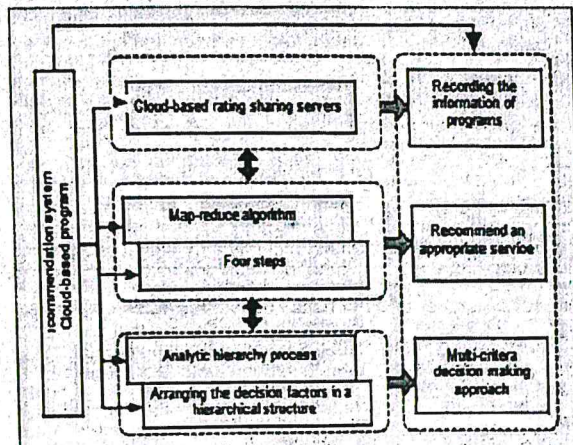 Cloud-based rating sharing servers
Recording the
information of
programs
Map-reduce algorithm
Four steps
Recommend an
appropriate service
Analytic hierarchy process
Arranging the decision factors in a
hierarchical structure
Multi-critera
decision making
approach
commendation system
Cloud-based program